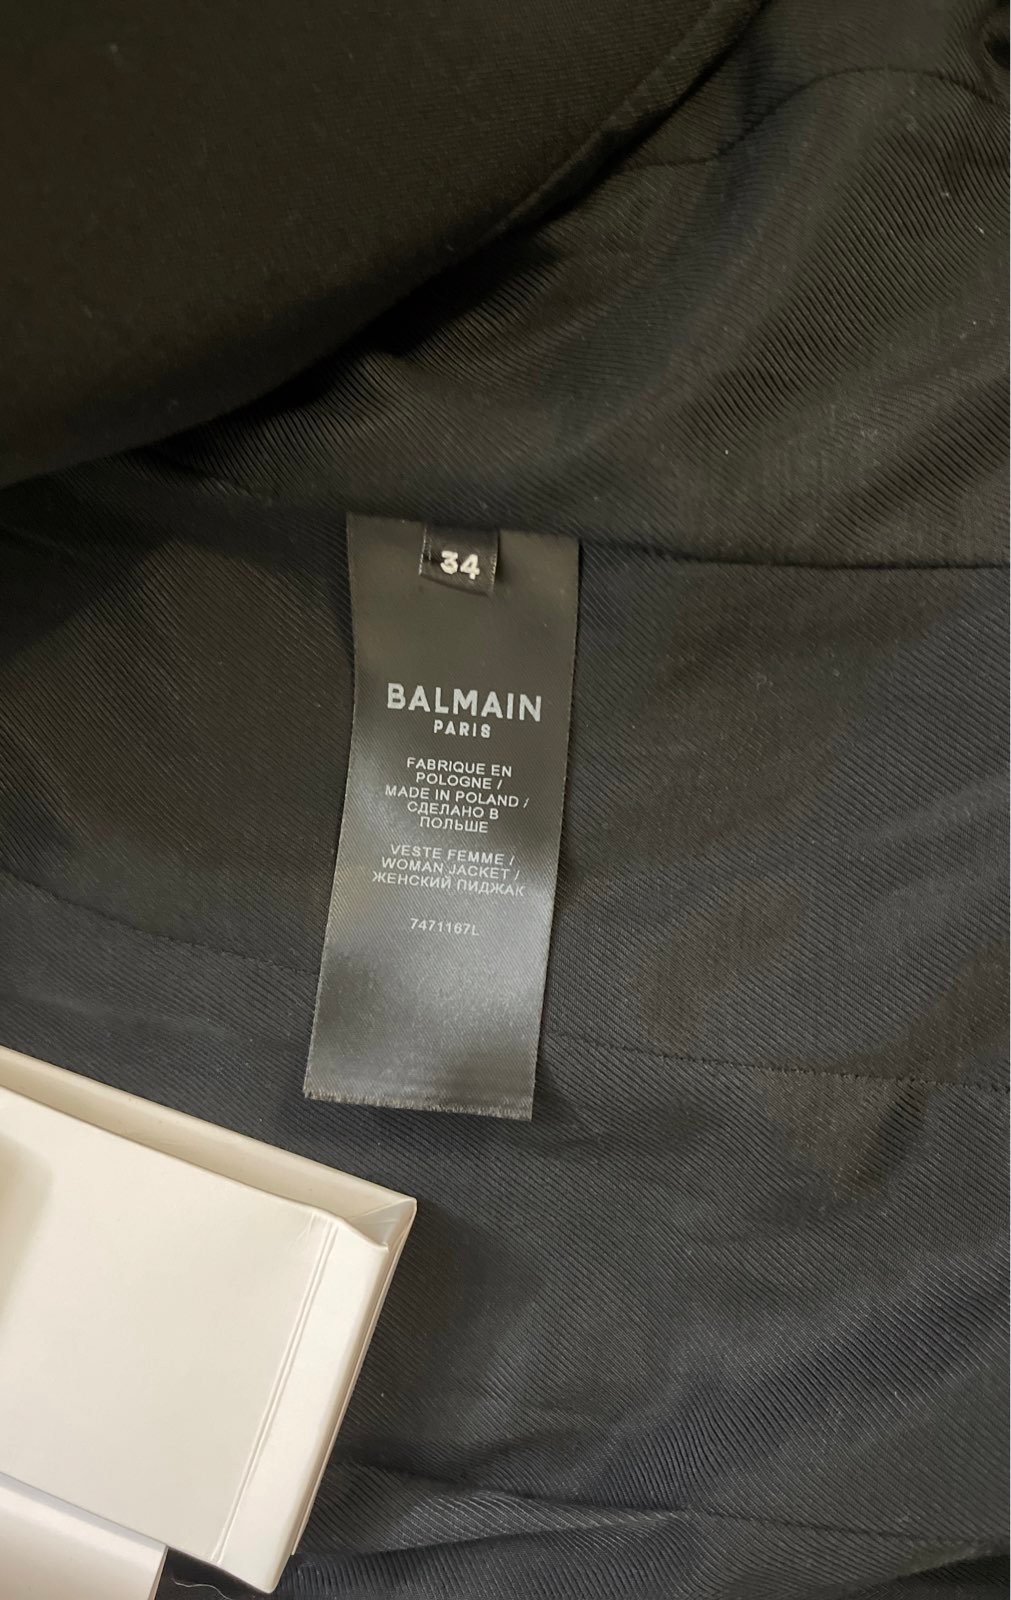 34
BALMAIN
PARIS
FABRIQUE EN
POLOGNE /
MADE IN POLAND /
СДЕЛАНО В
ПОЛЬШЕ
VESTE FEMME /
WOMAN JACKET /
ЖЕНСКИЙ ПИДЖАК
7471167L